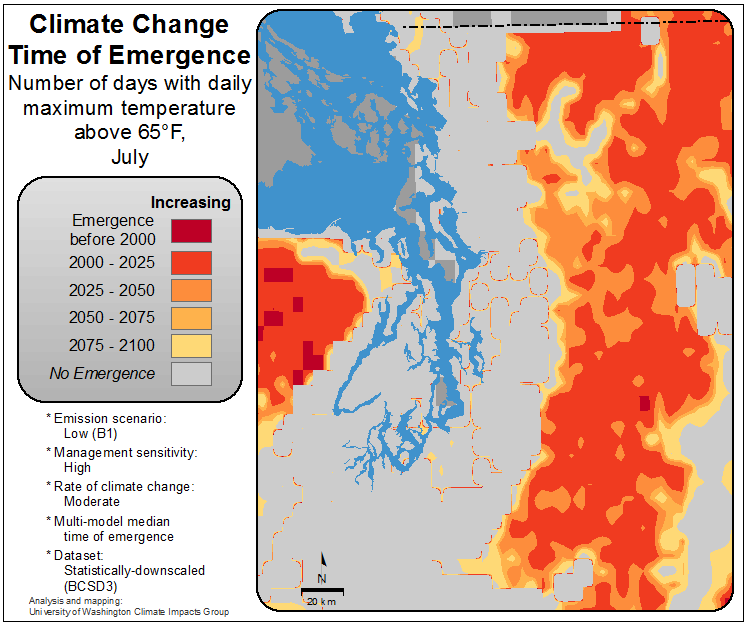 Climate Change
Time of Emergence
Number of days with daily
maximum temperature
above 65°F,
July
Increasing
Emergence
before 2000
2000 - 2025
2025 - 2050
2050 - 2075
2075 - 2100
No Emergence
* Emission scenario:
Low (B1)
* Management sensitivity:
High
* Rate of climate change:
Moderate
* Multi-model median
time of emergence
* Dataset:
Statistically-downscaled
(BCSD3)
Analysis and mapping:
University of Washington Climate Impacts Group
N
20 km